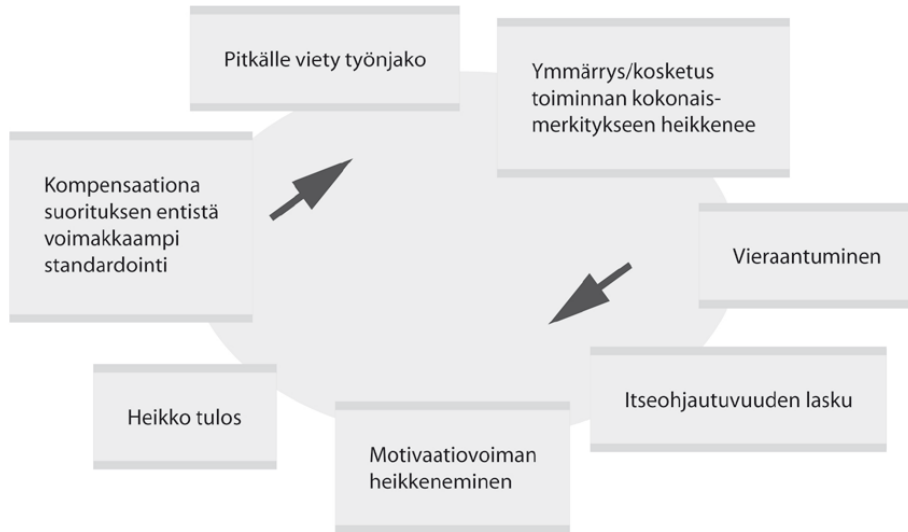 Pitkälle viety työnjako
Ymmärrys/kosketus
toiminnan kokonais-
merkitykseen heikkenee
Vieraantuminen
Itseohjautuvuuden lasku
Motivaatiovoiman
heikkeneminen
Heikko tulos
Kompensaationa
suorituksen entistä
voimakkaampi
standardointi